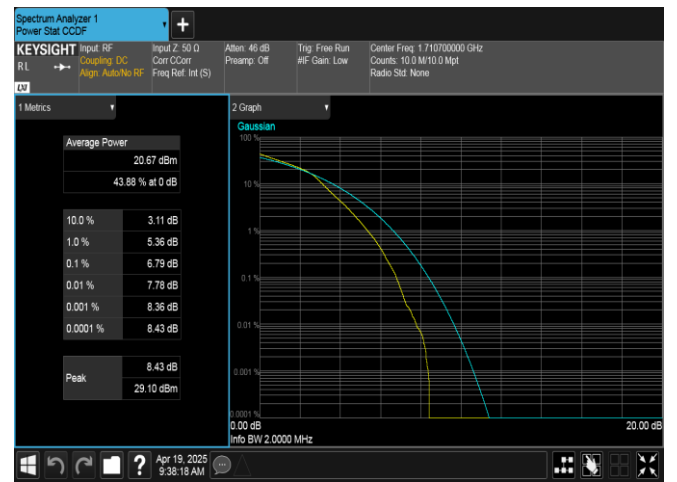 Spectrum Analyzer 1
Power Stat CCDF
+
KEYSIGHT
RL
LXI
Input: RF
Coupling: DC
Align: Auto/No RF
Input Z: 50 Ω
Corr CCorr
Freq Ref: Int (S)
Atten: 46 dB
Preamp: Off
Trig: Free Run
#IF Gain: Low
Center Freq: 1.710700000 GHz
Counts: 10.0 M/10.0 Mpt
Radio Std: None
1 Metrics
Average Power
20.67 dBm
43.88 % at 0 dB
10.0 % 3.11 dB
1.0 % 5.36 dB
0.1 % 6.79 dB
0.01 % 7.78 dB
0.001 % 8.36 dB
0.0001 % 8.43 dB
Peak
8.43 dB
29.10 dBm
2 Graph
Gaussian
100 %
10 %
1 %
0.1 %
0.01 %
0.001 %
0.0001 %
0.00 dB 20.00 dB
Info BW 2.0000 MHz
?
Apr 19, 2025
9:38:18 AM